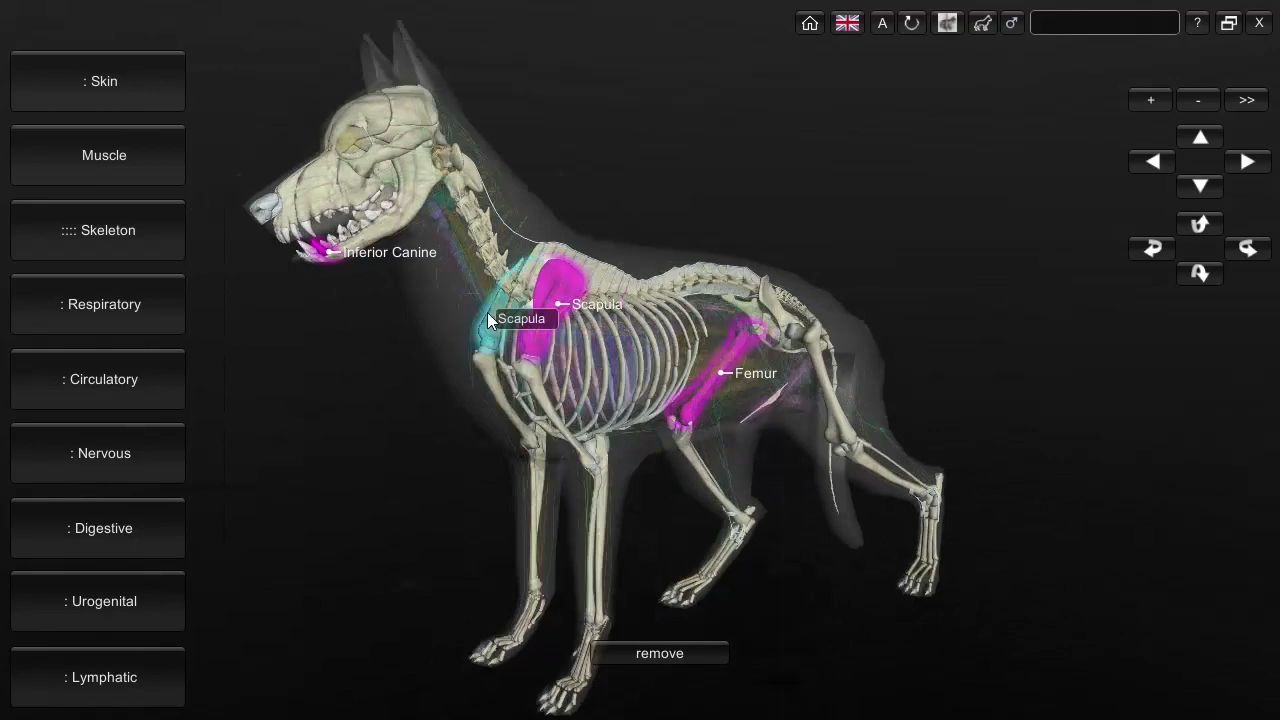 A
?
X
: Skin
+
-
>>
Muscle
:::: Skeleton
Inferior Canine
: Respiratory
Scapula
Scapula
: Circulatory
Femur
: Nervous
: Digestive
: Urogenital
remove
: Lymphatic